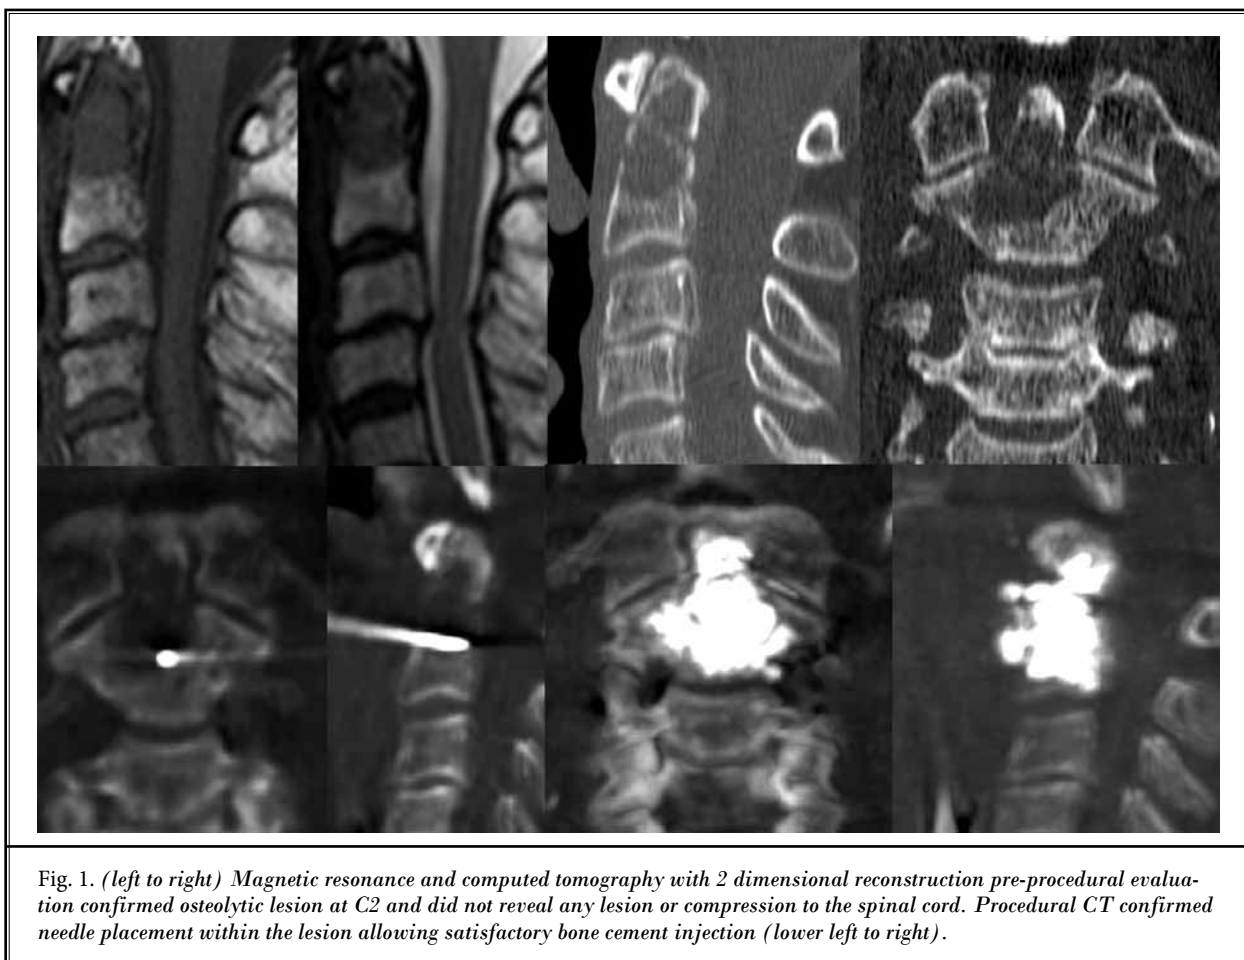 Fig. 1. (left to right) Magnetic resonance and computed tomography with 2 dimensional reconstruction pre-procedural evalua-
tion confirmed osteolytic lesion at C2 and did not reveal any lesion or compression to the spinal cord. Procedural CT confirmed
needle placement within the lesion allowing satisfactory bone cement injection (lower left to right).